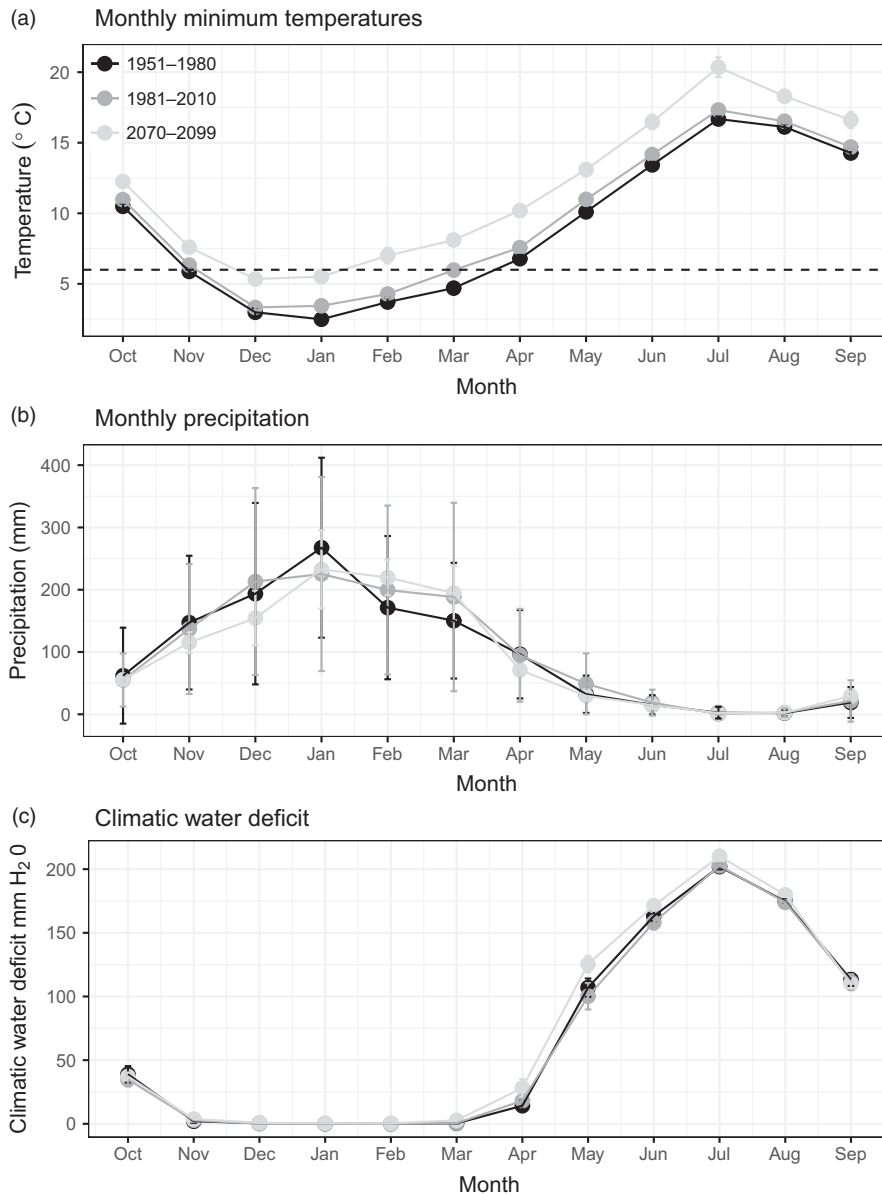 (a) Monthly minimum temperatures
1951–1980
1981–2010
2070–2099
Temperature (° C)
20
15
10
5
Oct Nov Dec Jan Feb Mar Apr May Jun Jul Aug Sep
Month
(b) Monthly precipitation
Precipitation (mm)
400
300
200
100
0
Oct Nov Dec Jan Feb Mar Apr May Jun Jul Aug Sep
Month
(c) Climatic water deficit
Climatic water deficit mm H₂ 0
200
150
100
50
0
Oct Nov Dec Jan Feb Mar Apr May Jun Jul Aug Sep
Month